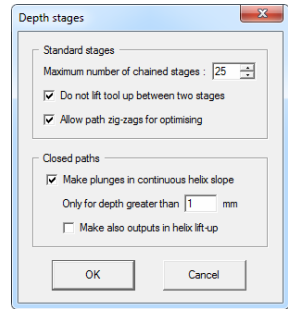 Depth stages
Standard stages
Maximum number of chained stages : 25
Do not lift tool up between two stages
Allow path zig-zags for optimising
Closed paths
Make plunges in continuous helix slope
Only for depth greater than 1 mm
Make also outputs in helix lift-up
OK Cancel